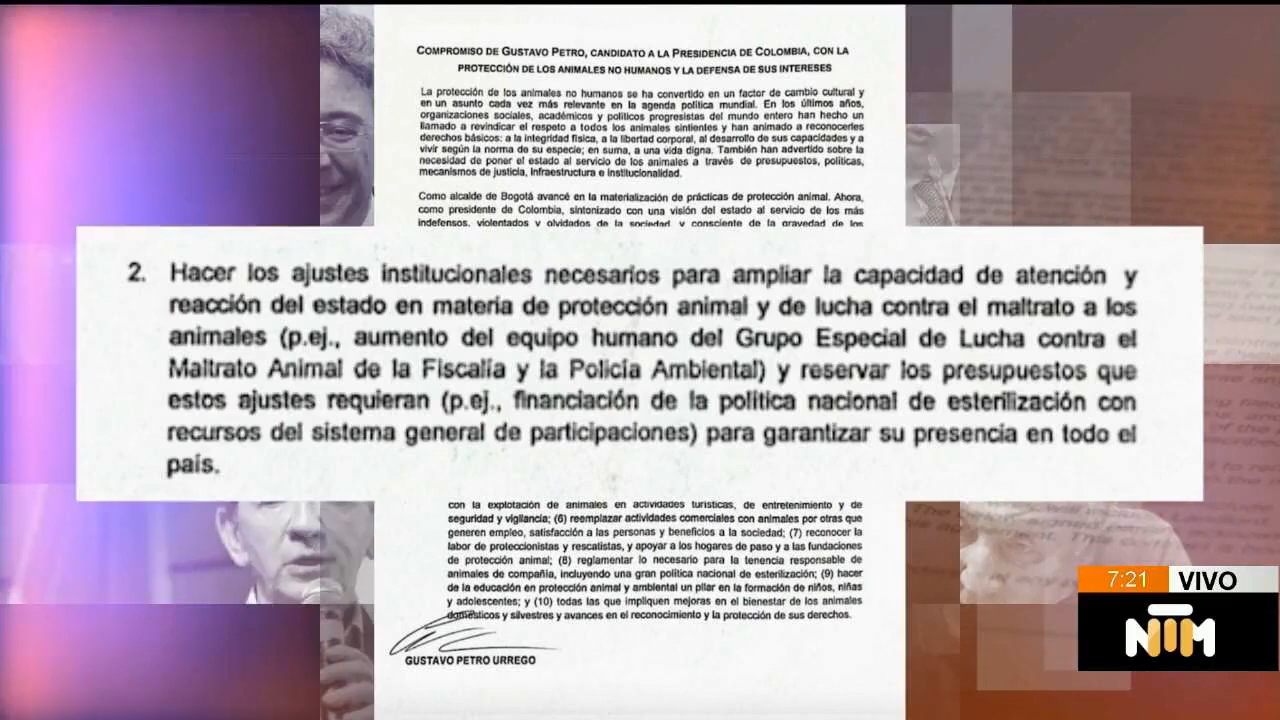 COMPROMISO DE GUSTAVO PETRO, CANDIDATO A LA PRESIDENCIA DE COLOMBIA, CON LA
PROTECCIÓN DE LOS ANIMALES NO HUMANOS Y LA DEFENSA DE SUS INTERESES
La protección de los animales no humanos se ha convertido en un factor de cambio cultural y
en un asunto cada vez más relevante en la agenda política mundial. En los últimos años,
organizaciones sociales, académicos y políticos progresistas del mundo entero han hecho un
llamado a revindicar el respeto a todos los animales sintientes y han animado a reconocerles
derechos básicos: a la integridad física, a la libertad corporal, al desarrollo de sus capacidades y a
vivir según la norma de su especie; en suma, a una vida digna. También han advertido sobre la
necesidad de poner el estado al servicio de los animales a través de presupuestos, políticas,
mecanismos de justicia, infraestructura e institucionalidad.
Como alcalde de Bogotá avancé en la materialización de prácticas de protección animal. Ahora,
como presidente de Colombia, sintonizado con una visión del estado al servicio de los más
indefensos, violentados y olvidados de la sociedad y consciente de la gravedad de los
2. Hacer los ajustes institucionales necesarios para ampliar la capacidad de atención y
reacción del estado en materia de protección animal y de lucha contra el maltrato a los
animales (p.ej., aumento del equipo humano del Grupo Especial de Lucha contra el
Maltrato Animal de la Fiscalía y la Policía Ambiental) y reservar los presupuestos que
estos ajustes requieran (p.ej., financiación de la política nacional de esterilización con
recursos del sistema general de participaciones) para garantizar su presencia en todo el
país.
con la explotación de animales en actividades turísticas, de entretenimiento y de
seguridad y vigilancia; (6) reemplazar actividades comerciales con animales por otras que
generen empleo, satisfacción a las personas y beneficios a la sociedad; (7) reconocer la
labor de proteccionistas y rescatistas, y apoyar a los hogares de paso y a las fundaciones
de protección animal; (8) reglamentar lo necesario para la tenencia responsable de
animales de compañía, incluyendo una gran política nacional de esterilización; (9) hacer
de la educación en protección animal y ambiental un pilar en la formación de niños, niñas
y adolescentes; y (10) todas las que impliquen mejoras en el bienestar de los animales
domésticos y silvestres y avances en el reconocimiento y la protección de sus derechos.
GUSTAVO PETRO URREGO
7:21 VIVO
NTM